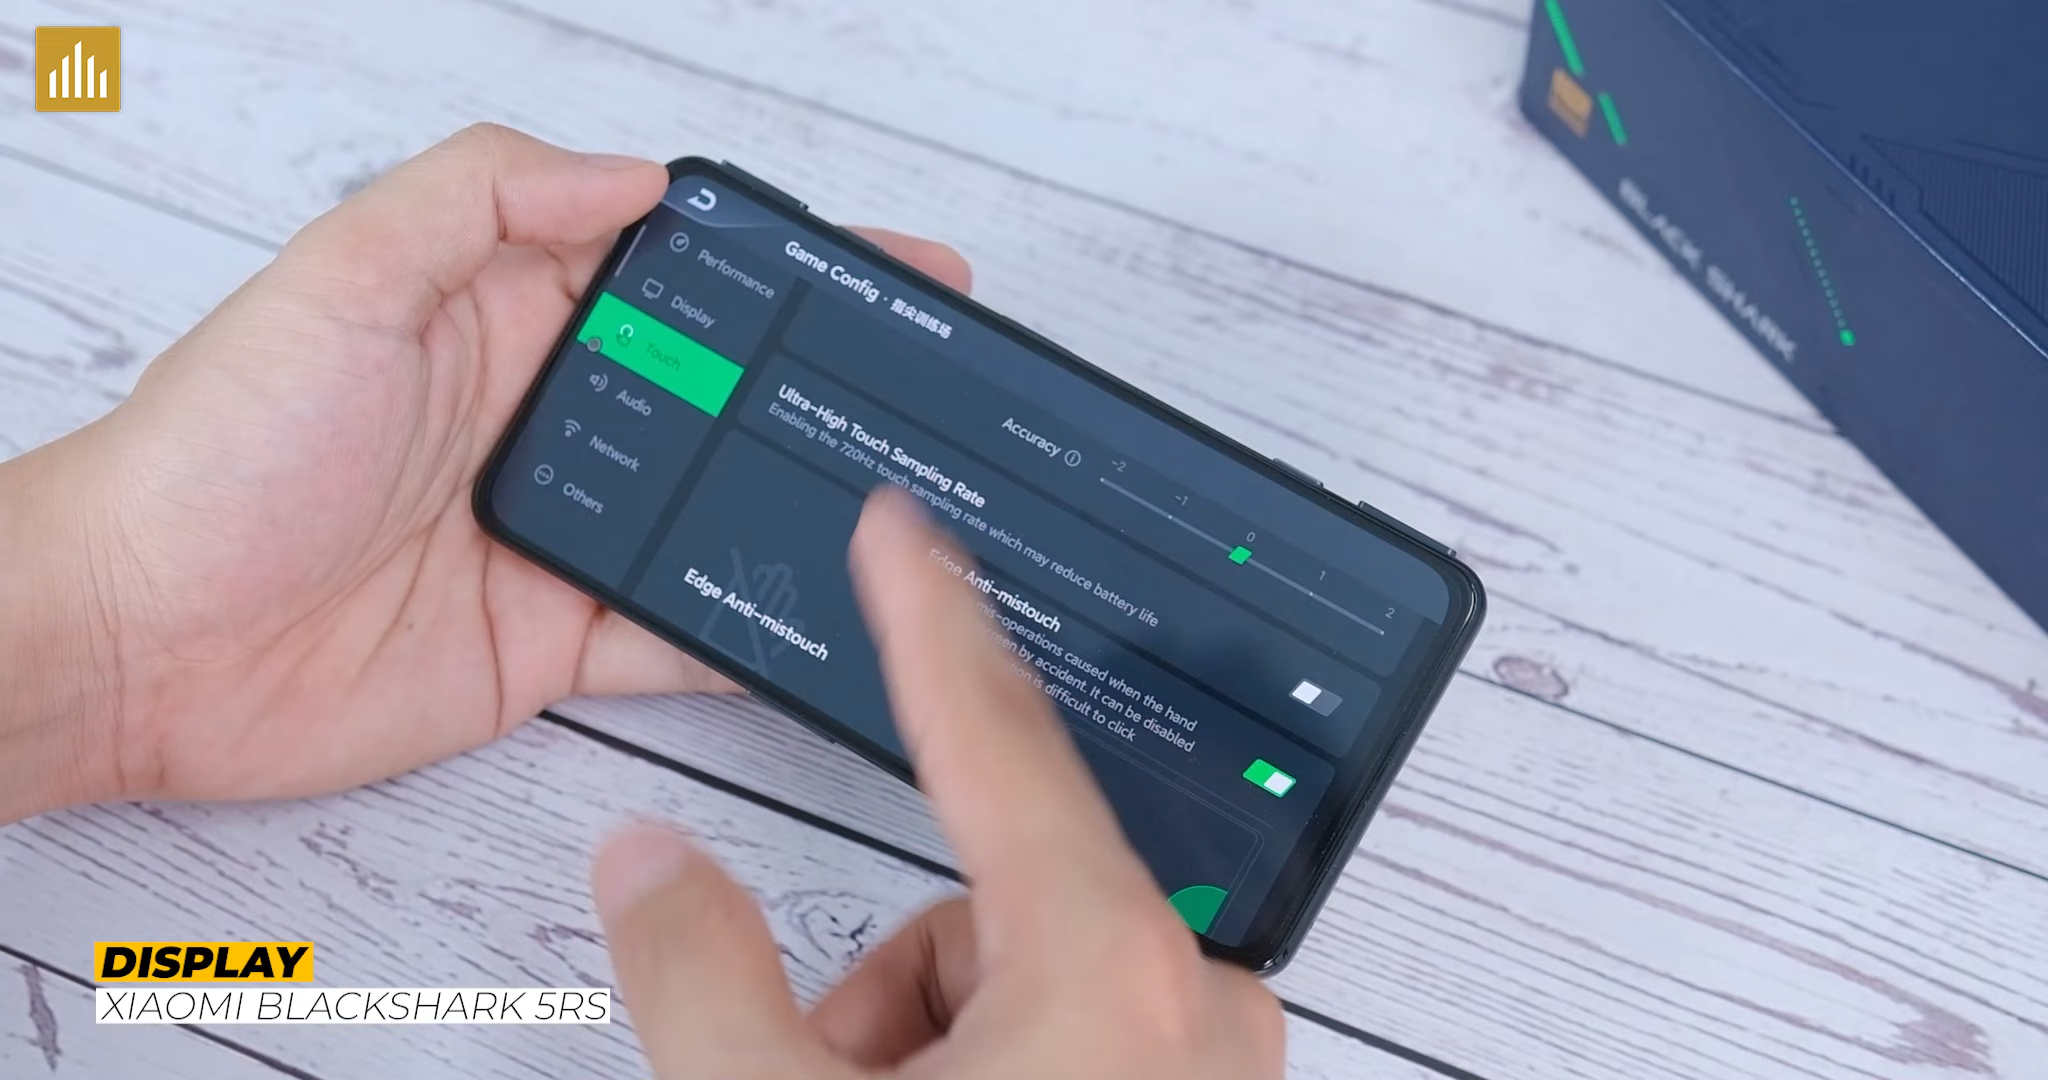 Game Config · 指尖训练场
Performance
Display
Touch
Audio
Network
Others
Accuracy
-2
-1
0
1
2
Ultra-High Touch Sampling Rate
Enabling the 720Hz touch sampling rate which may reduce battery life
Edge Anti-mistouch
Edge Anti-mistouch
mis-operations caused when the hand
screen by accident. It can be disabled
is difficult to click
BLACK SHARK
DISPLAY
XIAOMI BLACKSHARK 5RS